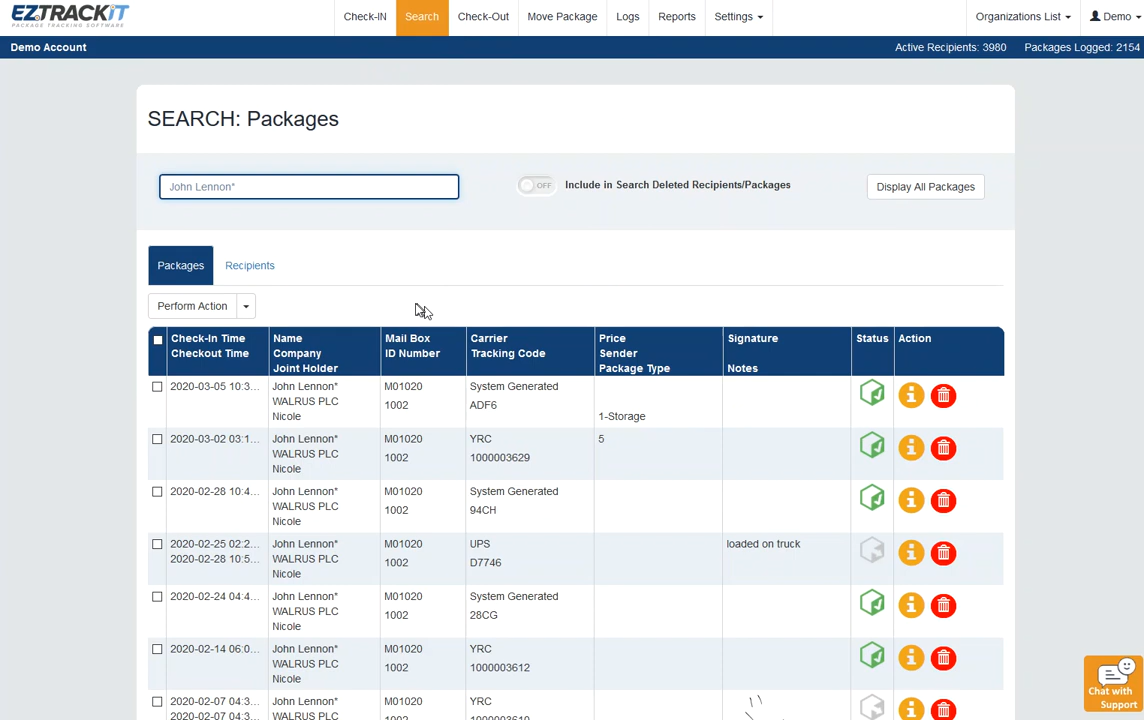 EZTRACKIT
PACKAGE TRACKING SOFTWARE
Check-IN Search Check-Out Move Package Logs Reports Settings Organizations List Demo
Demo Account Active Recipients: 3980 Packages Logged: 2154
SEARCH: Packages
John Lennon* OFF Include in Search Deleted Recipients/Packages Display All Packages
Packages Recipients
Perform Action
Check-In Time Name Mail Box Carrier Price Signature Status Action
Checkout Time Company ID Number Tracking Code Sender
Joint Holder Package Type Notes
2020-03-05 10:3... John Lennon* M01020 System Generated
WALRUS PLC 1002 ADF6
Nicole 1-Storage
2020-03-02 03:1... John Lennon* M01020 YRC 5
WALRUS PLC 1002 1000003629
Nicole
2020-02-28 10:4... John Lennon* M01020 System Generated
WALRUS PLC 1002 94CH
Nicole
2020-02-25 02:2... John Lennon* M01020 UPS loaded on truck
2020-02-28 10:5... WALRUS PLC 1002 D7746
Nicole
2020-02-24 04:4... John Lennon* M01020 System Generated
WALRUS PLC 1002 28CG
Nicole
2020-02-14 06:0... John Lennon* M01020 YRC
WALRUS PLC 1002 1000003612
Nicole
2020-02-07 04:3... John Lennon* M01020 YRC
2020-02-07 04:3... WALRUS PLC 1002
Chat with
Support